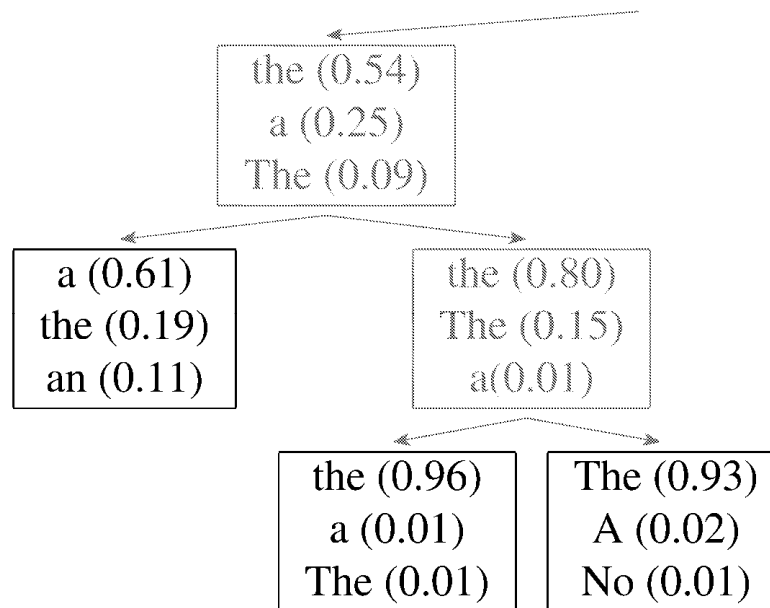 the (0.54)
a (0.25)
The (0.09)
a (0.61)
the (0.19)
an (0.11)
the (0.80)
The (0.15)
a(0.01)
the (0.96)
a (0.01)
The (0.01)
The (0.93)
A (0.02)
No (0.01)